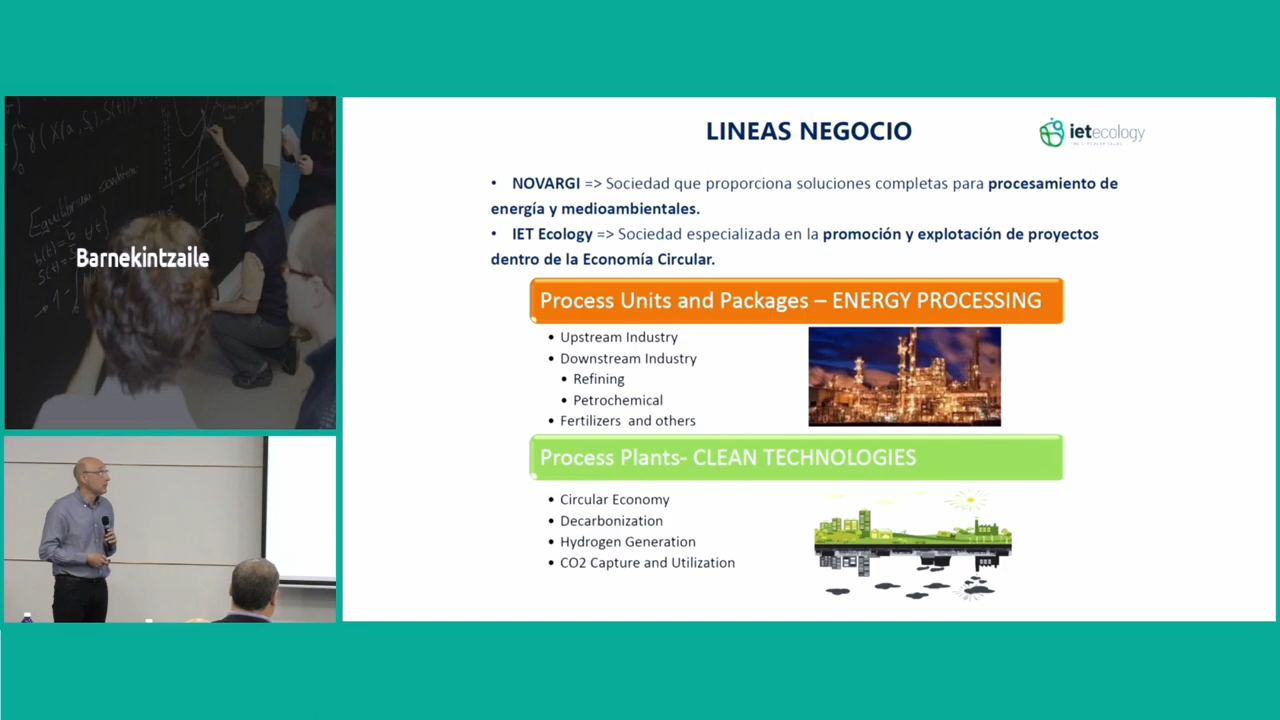 Equilibrium condition:
Barnekintzaile
LINEAS NEGOCIO
ietecology
• NOVARGI => Sociedad que proporciona soluciones completas para procesamiento de
energía y medioambientales.
• IET Ecology => Sociedad especializada en la promoción y explotación de proyectos
dentro de la Economía Circular.
Process Units and Packages – ENERGY PROCESSING
• Upstream Industry
• Downstream Industry
• Refining
• Petrochemical
• Fertilizers and others
Process Plants- CLEAN TECHNOLOGIES
• Circular Economy
• Decarbonization
• Hydrogen Generation
• CO2 Capture and Utilization